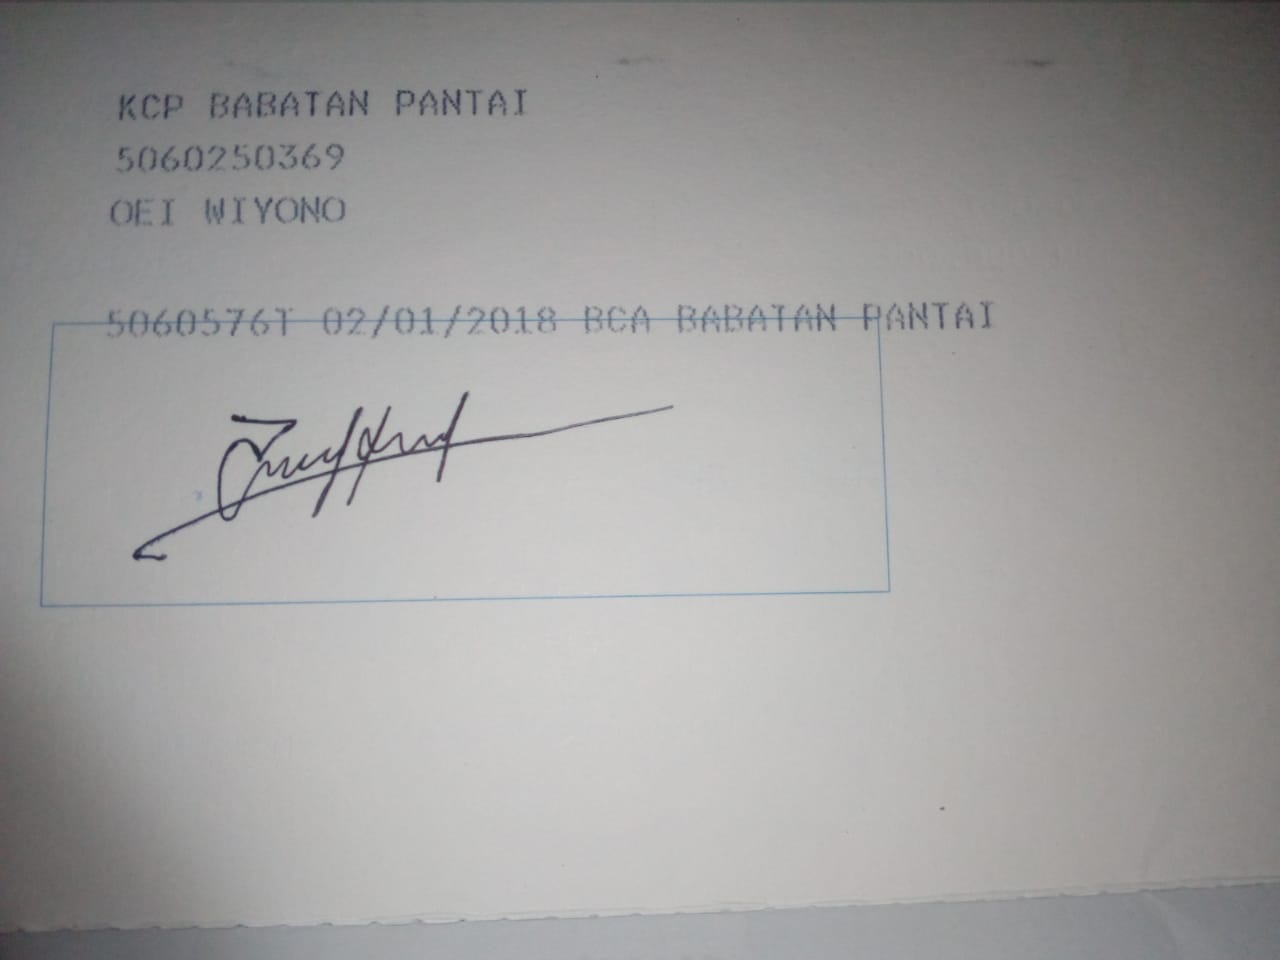 KCP BABATAN PANTAI
5060250369
OEI WIYONO
5060576T 02/01/2018 BCA BABATAN PANTAI